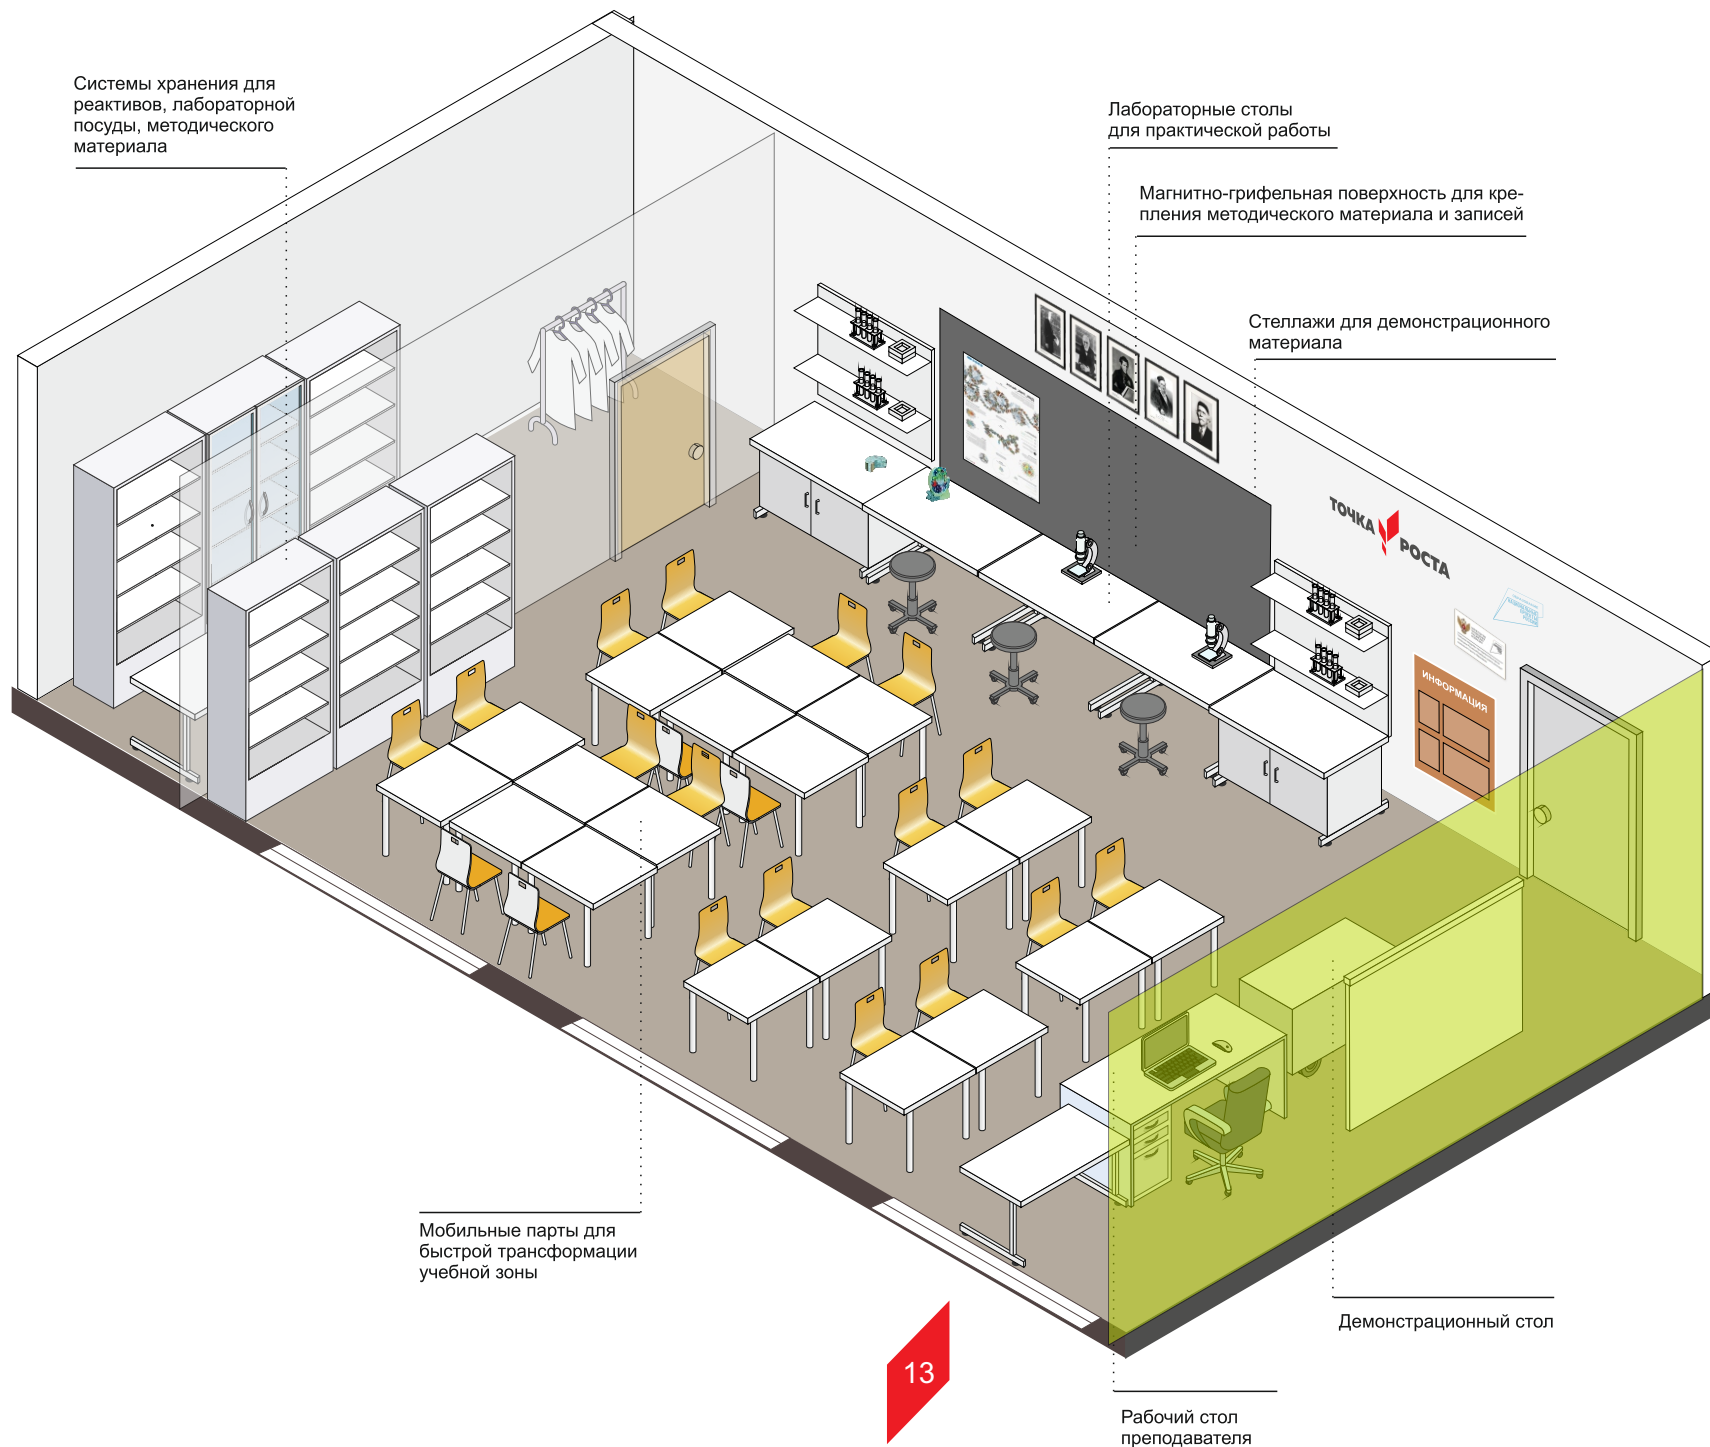 Системы хранения для
реактивов, лабораторной
посуды, методического
материала
Лабораторные столы
для практической работы
Магнитно-грифельная поверхность для кре-
пления методического материала и записей
Стеллажи для демонстрационного
материала
ТОЧКА
РОСТА
ИНФОРМАЦИЯ
Мобильные парты для
быстрой трансформации
учебной зоны
Демонстрационный стол
13
Рабочий стол
преподавателя